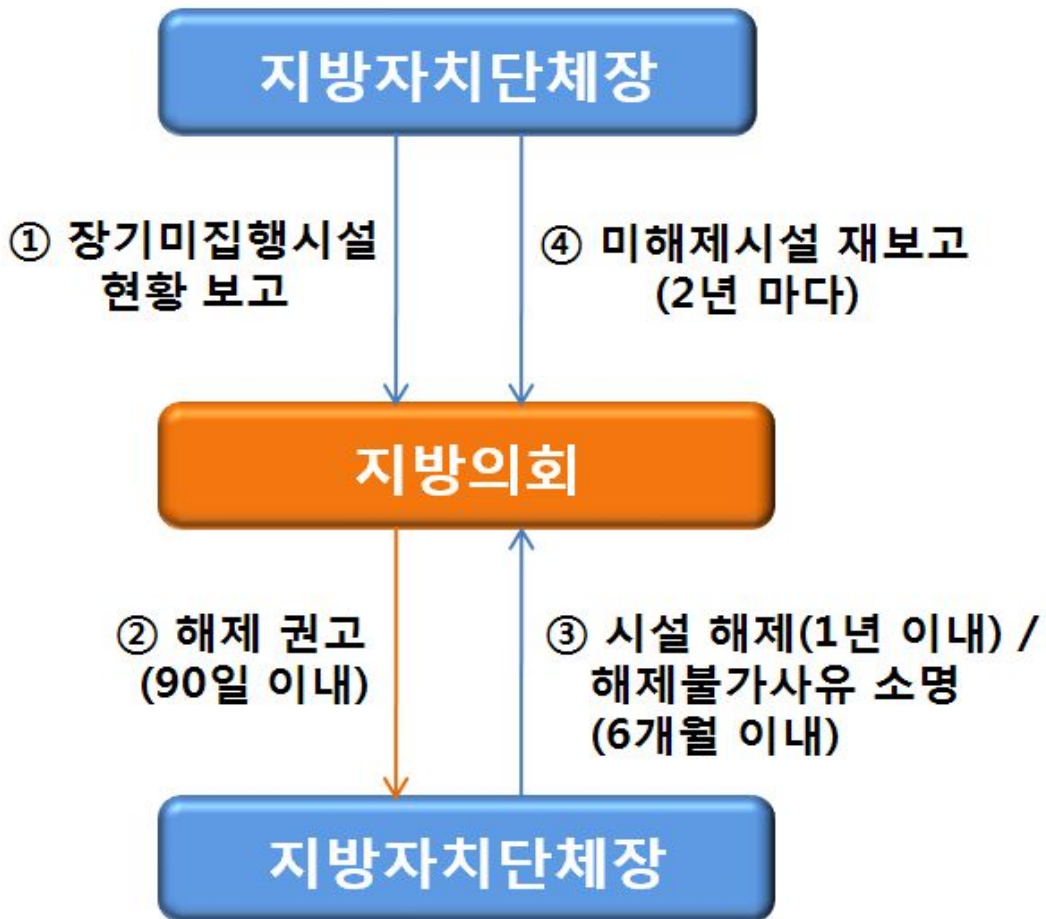 지방자치단체장
① 장기미집행시설
현황 보고
④ 미해제시설 재보고
(2년 마다)
지방의회
② 해제 권고
(90일 이내)
③ 시설 해제(1년 이내) /
해제불가사유 소명
(6개월 이내)
지방자치단체장